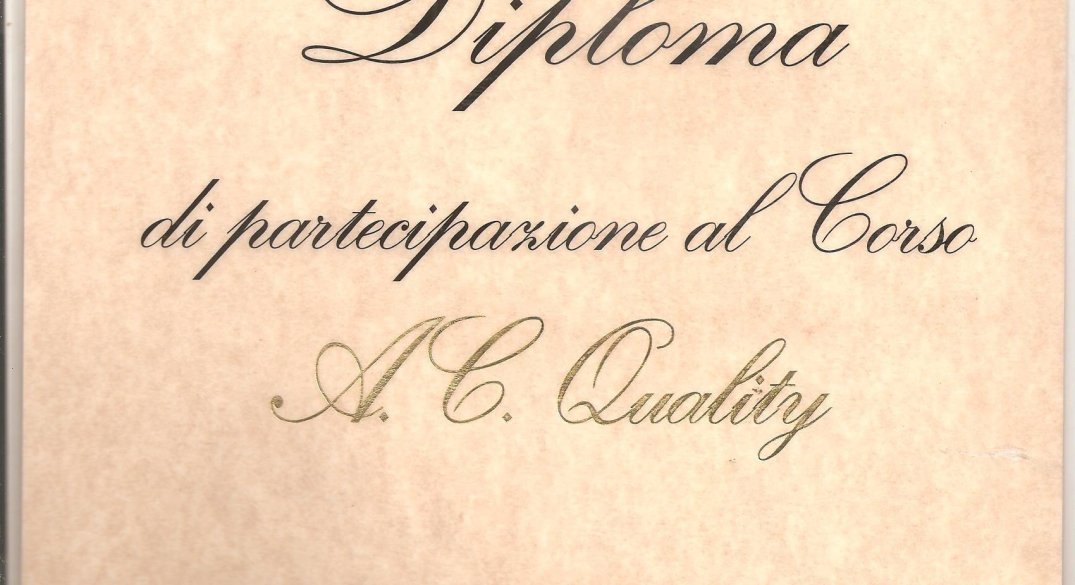 Diploma
di partecipazione al Corso
A. C. Quality